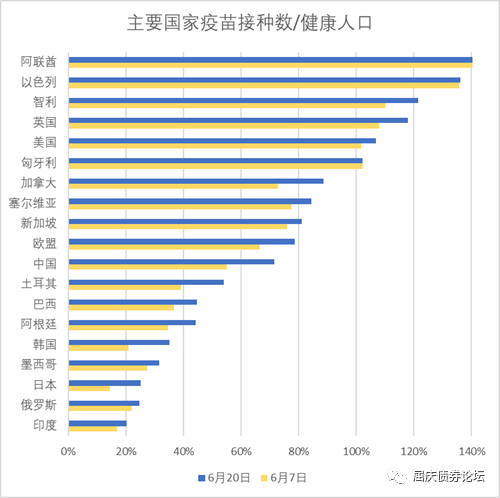 主要国家疫苗接种数/健康人口
阿联酋
以色列
智利
英国
美国
匈牙利
加拿大
塞尔维亚
新加坡
欧盟
中国
土耳其
巴西
阿根廷
韩国
墨西哥
日本
俄罗斯
印度
0% 20% 40% 60% 80% 100% 120% 140%
6月20日 6月7日
屈庆债券论坛